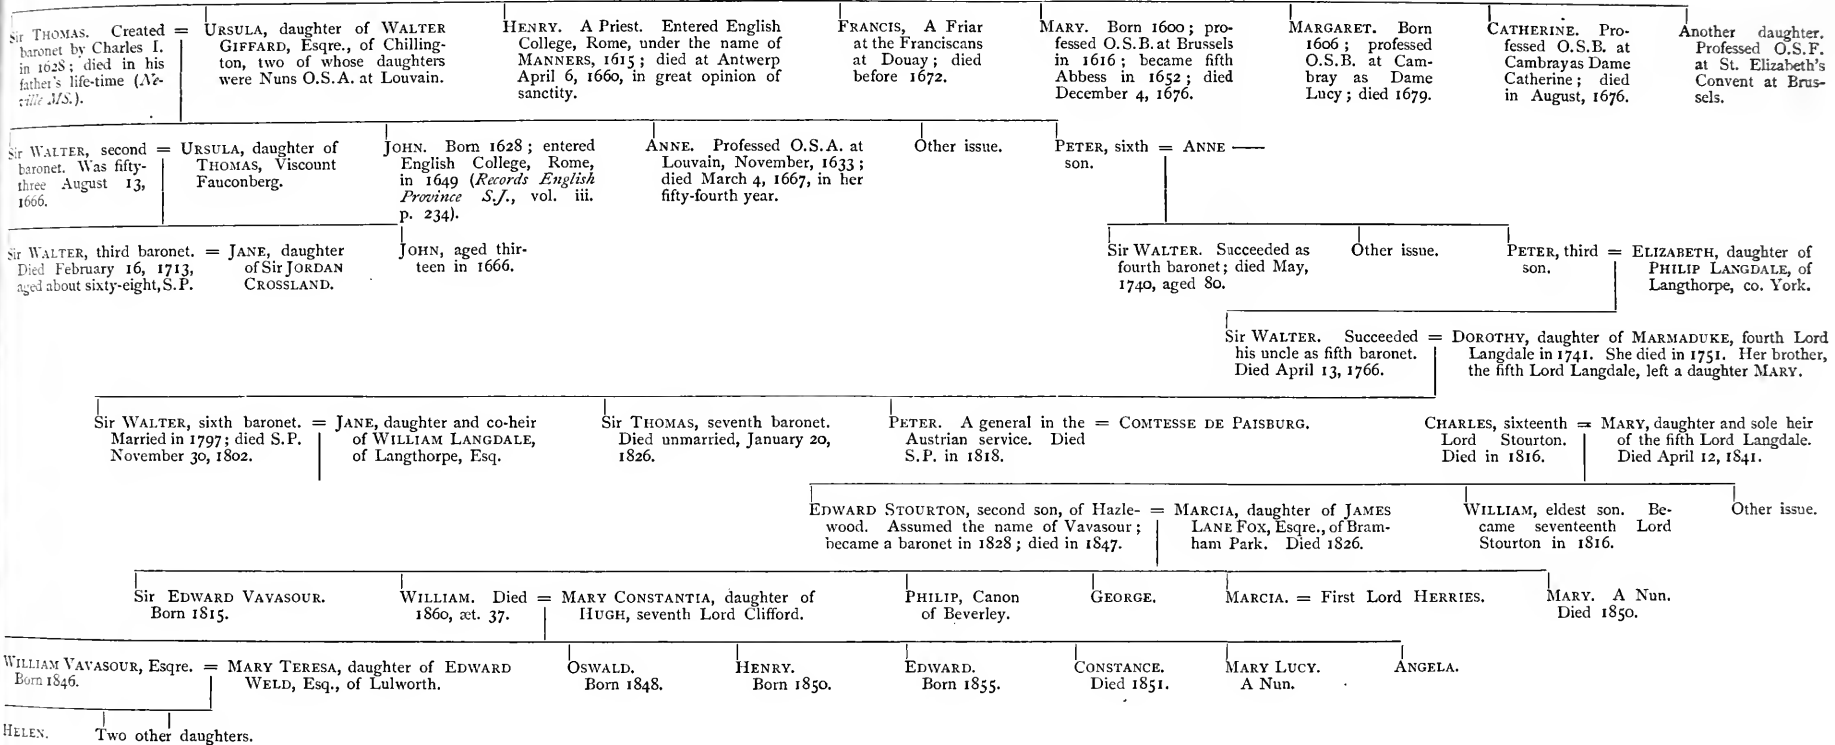 Sir THOMAS. Created
baronet by Charles I.
in 1628; died in his
father's life-time (Ne-
ville MS.).
=
URSULA, daughter of WALTER
GIFFARD, Esqre., of Chilling-
ton, two of whose daughters
were Nuns O.S.A. at Louvain.
HENRY. A Priest. Entered English
College, Rome, under the name of
MANNERS, 1615; died at Antwerp
April 6, 1660, in great opinion of
sanctity.
FRANCIS, A Friar
at the Franciscans
at Douay; died
before 1672.
MARY. Born 1600; pro-
fessed O.S.B. at Brussels
in 1616; became fifth
Abbess in 1652; died
December 4, 1676.
MARGARET. Born
1606; professed
O.S.B. at Cam-
bray as Dame
Lucy; died 1679.
CATHERINE. Pro-
fessed O.S.B. at
Cambray as Dame
Catherine; died
in August, 1676.
Another daughter.
Professed O.S.F.
at St. Elizabeth's
Convent at Brus-
sels.
Sir WALTER, second
baronet. Was fifty-
three August 13,
1666.
=
URSULA, daughter of
THOMAS, Viscount
Fauconberg.
JOHN. Born 1628; entered
English College, Rome,
in 1649 (Records English
Province S.J., vol. iii.
p. 234).
ANNE. Professed O.S.A. at
Louvain, November, 1633;
died March 4, 1667, in her
fifty-fourth year.
Other issue.
PETER, sixth = ANNE —
son.
Sir WALTER, third baronet.
Died February 16, 1713,
aged about sixty-eight, S.P.
=
JANE, daughter
of Sir JORDAN
CROSSLAND.
JOHN, aged thir-
teen in 1666.
Sir WALTER. Succeeded as
fourth baronet; died May,
1740, aged 80.
Other issue.
PETER, third
son.
=
ELIZABETH, daughter of
PHILIP LANGDALE, of
Langthorpe, co. York.
Sir WALTER. Succeeded
his uncle as fifth baronet.
Died April 13, 1766.
=
DOROTHY, daughter of MARMADUKE, fourth Lord
Langdale in 1741. She died in 1751. Her brother,
the fifth Lord Langdale, left a daughter MARY.
Sir WALTER, sixth baronet.
Married in 1797; died S.P.
November 30, 1802.
=
JANE, daughter and co-heir
of WILLIAM LANGDALE,
of Langthorpe, Esq.
Sir THOMAS, seventh baronet.
Died unmarried, January 20,
1826.
PETER. A general in the
Austrian service. Died
S.P. in 1818.
= COMTESSE DE PAISBURG.
CHARLES, sixteenth
Lord Stourton.
Died in 1816.
=
MARY, daughter and sole heir
of the fifth Lord Langdale.
Died April 12, 1841.
EDWARD STOURTON, second son, of Hazle-
wood. Assumed the name of Vavasour;
became a baronet in 1828; died in 1847.
=
MARCIA, daughter of JAMES
LANE FOX, Esqre., of Bram-
ham Park. Died 1826.
WILLIAM, eldest son. Be-
came seventeenth Lord
Stourton in 1816.
Other issue.
Sir EDWARD VAVASOUR.
Born 1815.
WILLIAM. Died
1860, æt. 37.
=
MARY CONSTANTIA, daughter of
HUGH, seventh Lord Clifford.
PHILIP, Canon
of Beverley.
GEORGE.
MARCIA. = First Lord HERRIES.
MARY. A Nun.
Died 1850.
WILLIAM VAVASOUR, Esqre.
Born 1846.
=
MARY TERESA, daughter of EDWARD
WELD, Esq., of Lulworth.
OSWALD.
Born 1848.
HENRY.
Born 1850.
EDWARD.
Born 1855.
CONSTANCE.
Died 1851.
MARY LUCY.
A Nun.
ANGELA.
HELEN.
Two other daughters.